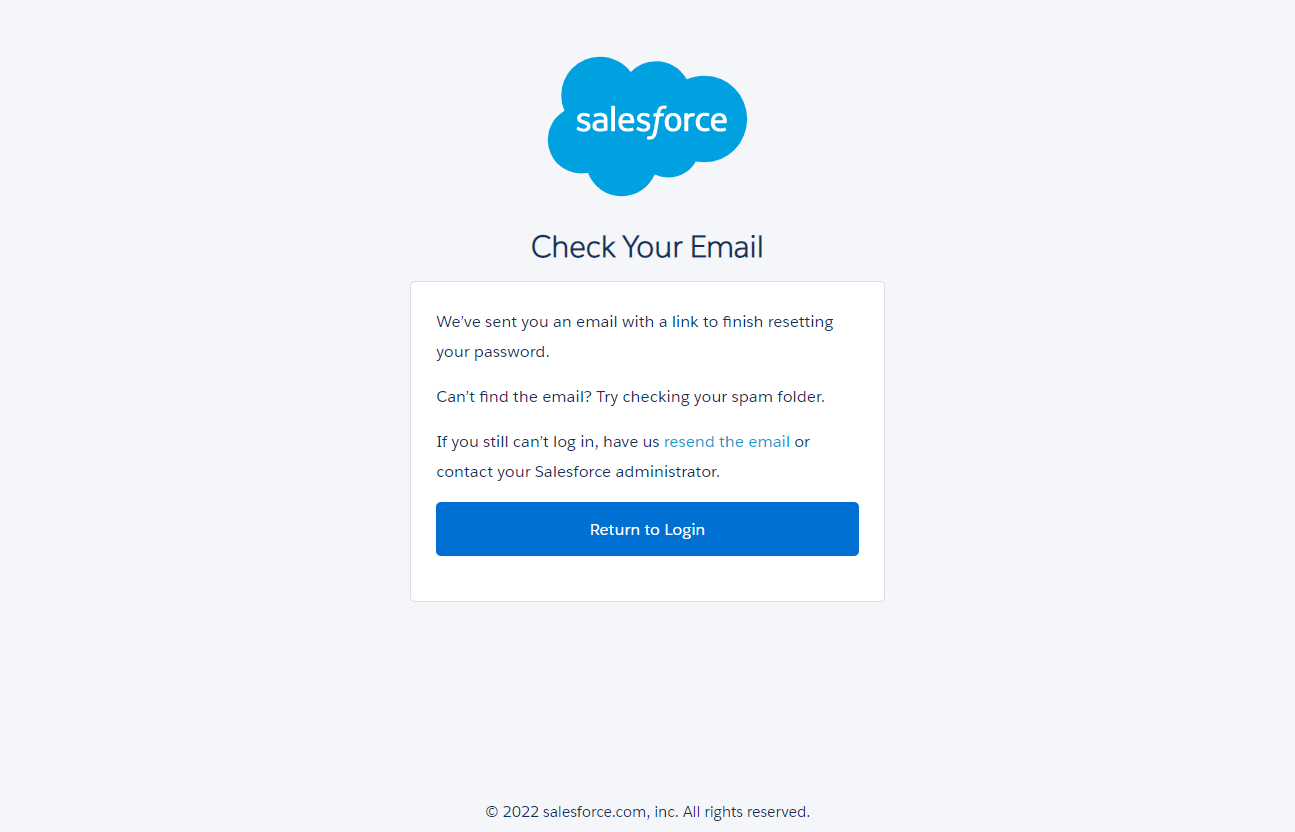 salesforce
Check Your Email
We’ve sent you an email with a link to finish resetting
your password.
Can’t find the email? Try checking your spam folder.
If you still can’t log in, have us resend the email or
contact your Salesforce administrator.
Return to Login
© 2022 salesforce.com, inc. All rights reserved.